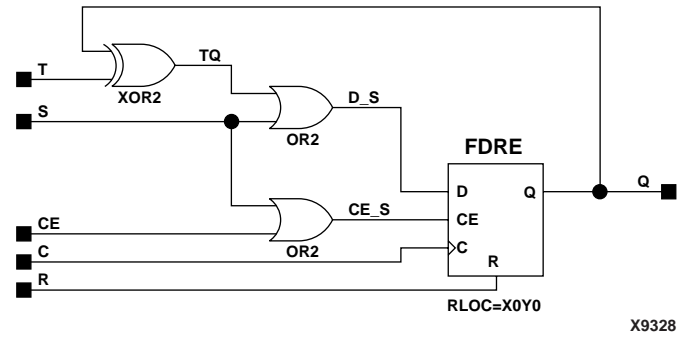 T
TQ
XOR2
S
D_S
OR2
FDRE
D
Q
Q
CE
CE_S
CE
OR2
C
C
R
R
RLOC=X0Y0
X9328